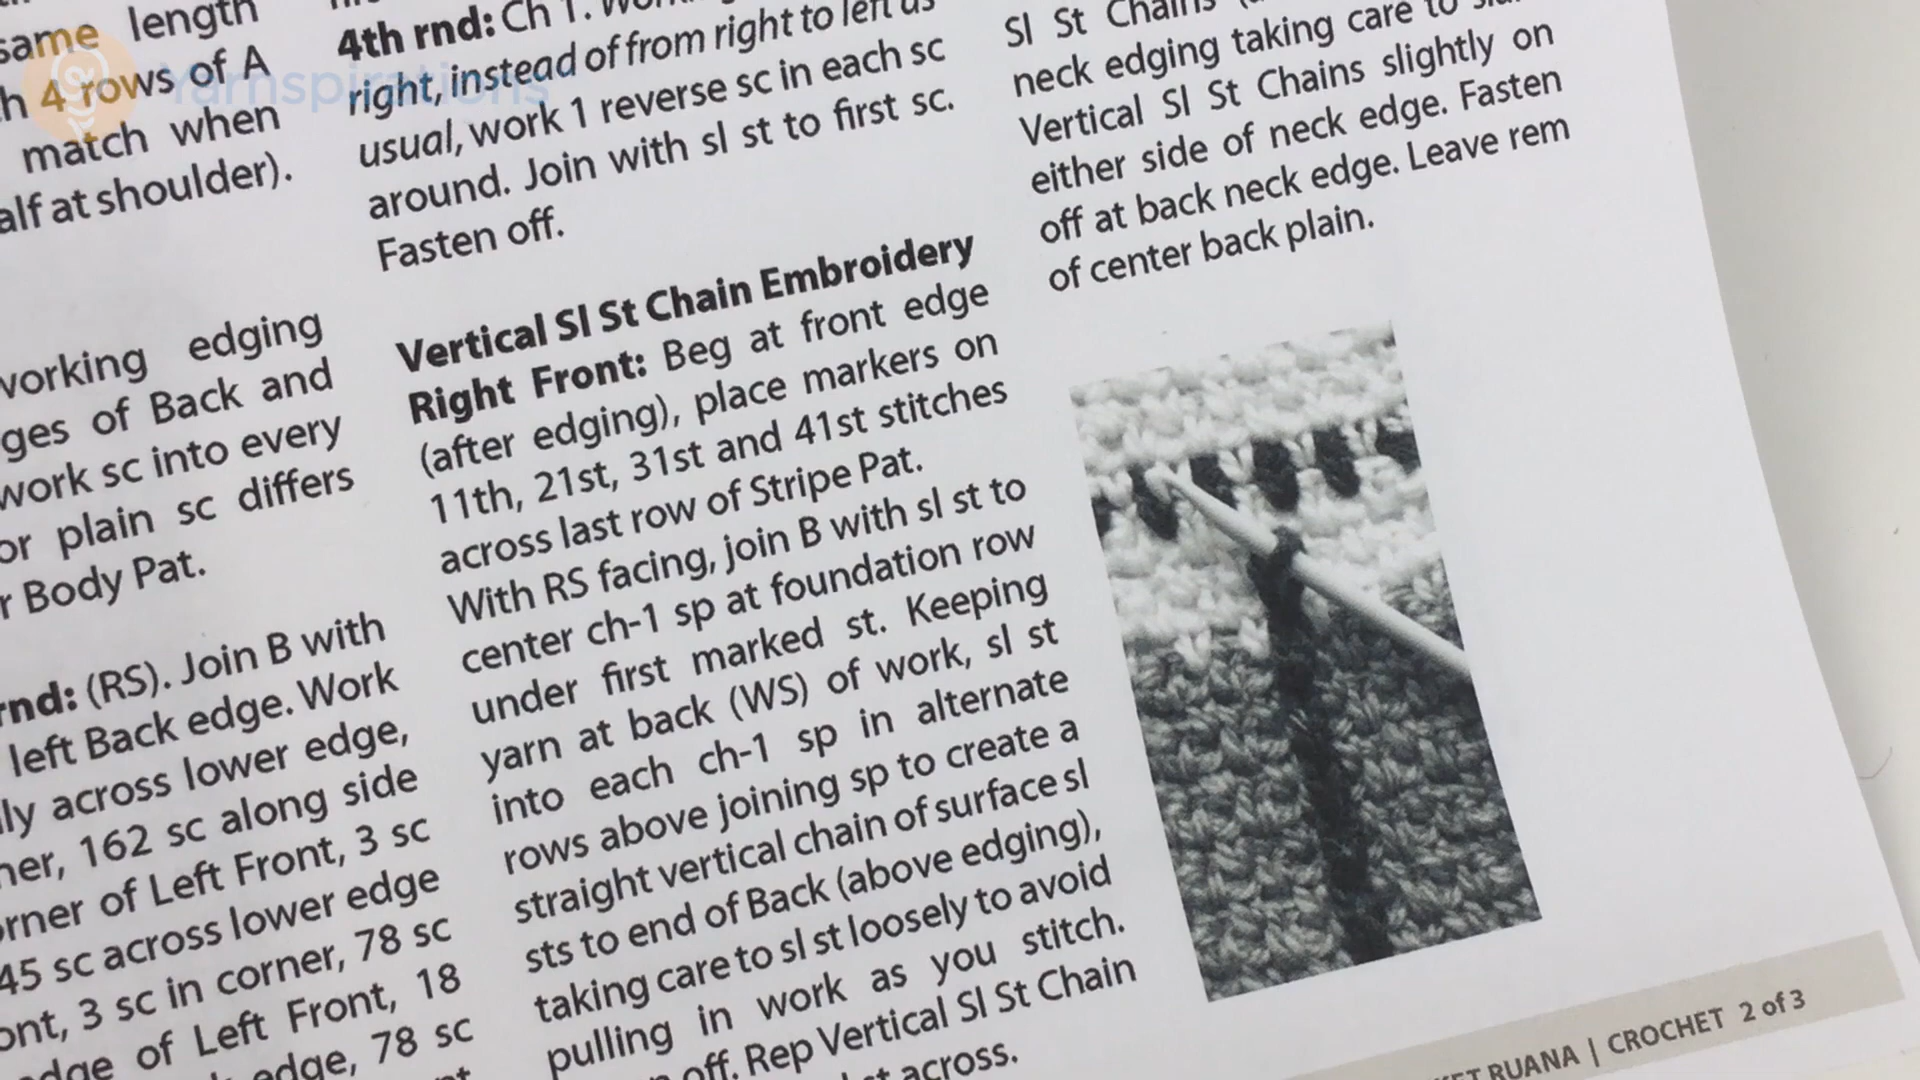 Yarnspirations
same length
4 rows of A
match when
at shoulder).
working edging
of Back and
work sc into every
or plain sc differs
Body Pat.
rnd: (RS). Join B with
left Back edge. Work
across lower edge,
162 sc along side
corner of Left Front, 3 sc
45 sc across lower edge
3 sc in corner, 78 sc
edge of Left Front, 18
edge, 78 sc
4th rnd: Ch 1.
right, instead of from right to left as
usual, work 1 reverse sc in each sc
around. Join with sl st to first sc.
Fasten off.
Vertical Sl St Chain Embroidery
Right Front: Beg at front edge
(after edging), place markers on
11th, 21st, 31st and 41st stitches
across last row of Stripe Pat.
With RS facing, join B with sl st to
center ch-1 sp at foundation row
under first marked st. Keeping
yarn at back (WS) of work, sl st
into each ch-1 sp in alternate
rows above joining sp to create a
straight vertical chain of surface sl
sts to end of Back (above edging),
taking care to sl st loosely to avoid
pulling in work as you stitch.
off. Rep Vertical Sl St Chain
across.
Sl St Chains
neck edging taking care to
Vertical Sl St Chains slightly on
either side of neck edge. Fasten
off at back neck edge. Leave rem
of center back plain.
RUANA | CROCHET 2 of 3